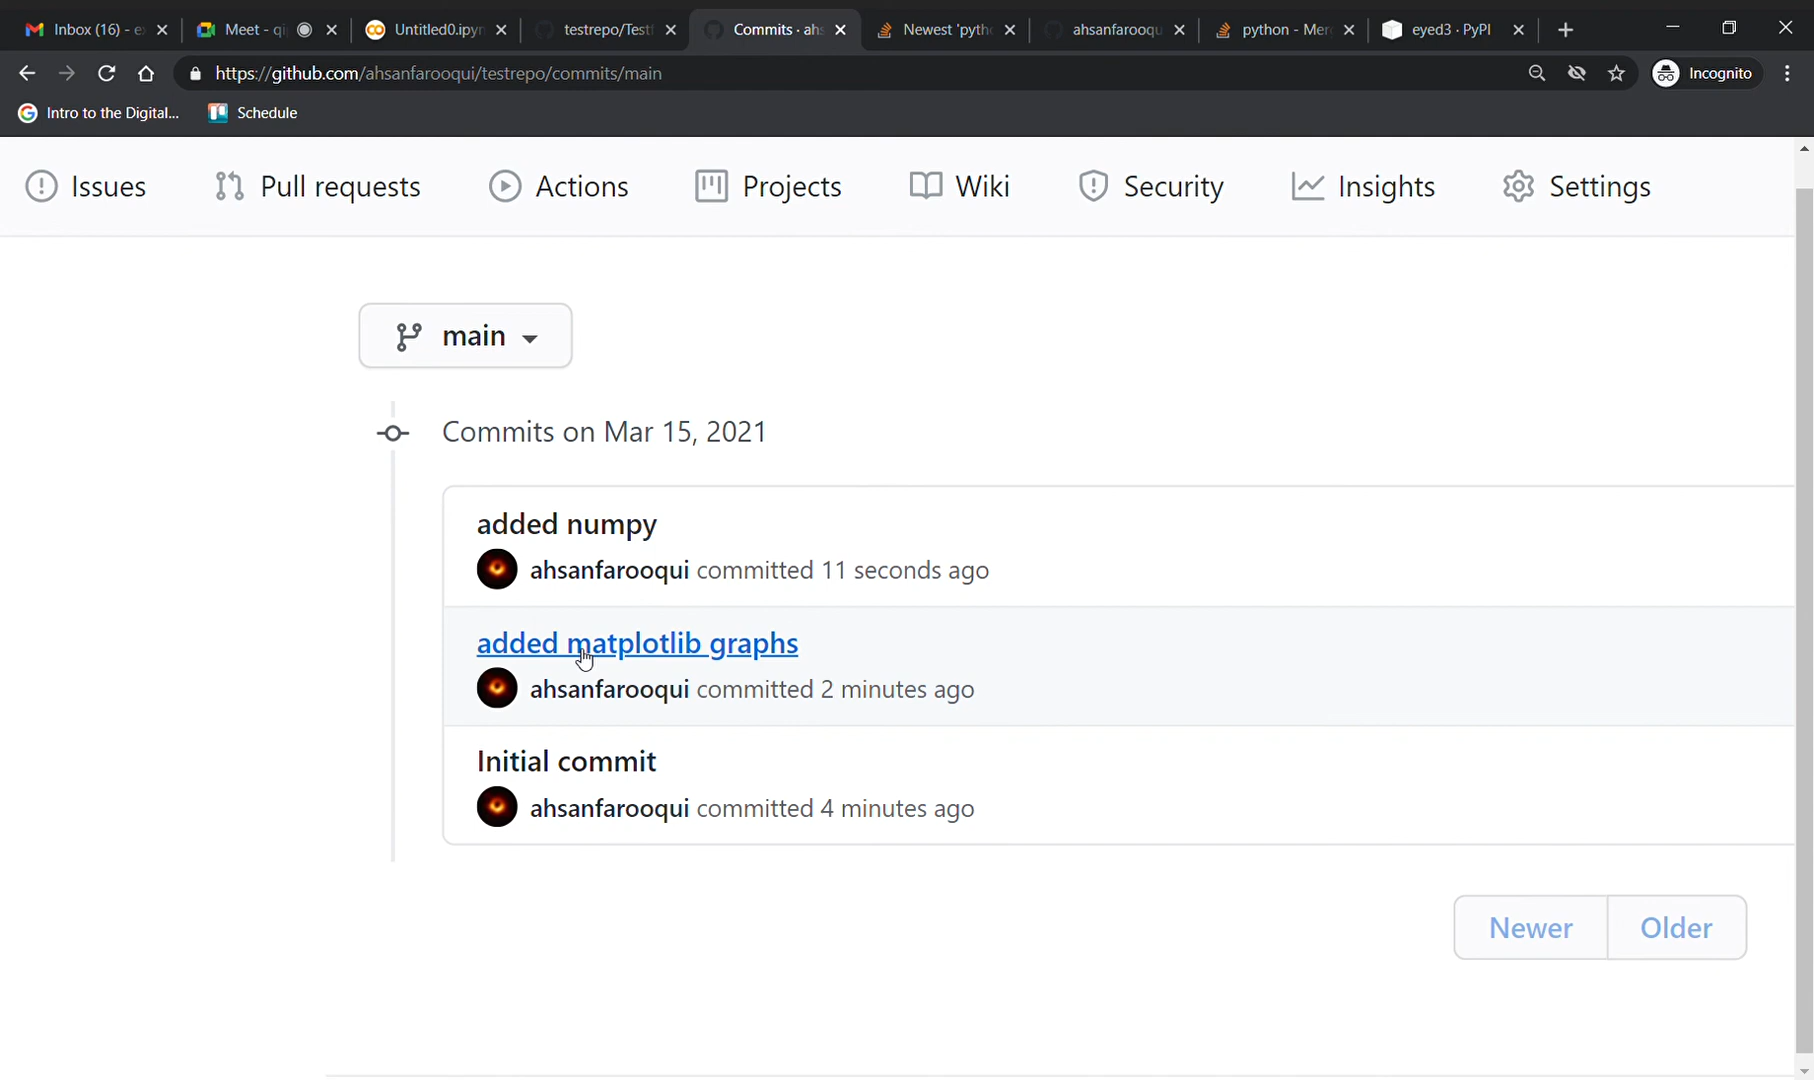 Inbox (16) - e
Meet - qi
Untitled0.ipyn
testrepo/Test
Commits · ah
Newest 'pyth
ahsanfarooqu
python - Mer
eyed3 · PyPI
https://github.com/ahsanfarooqui/testrepo/commits/main
Incognito
Intro to the Digital...
Schedule
Issues
Pull requests
Actions
Projects
Wiki
Security
Insights
Settings
main
Commits on Mar 15, 2021
added numpy
ahsanfarooqui committed 11 seconds ago
added matplotlib graphs
ahsanfarooqui committed 2 minutes ago
Initial commit
ahsanfarooqui committed 4 minutes ago
Newer
Older